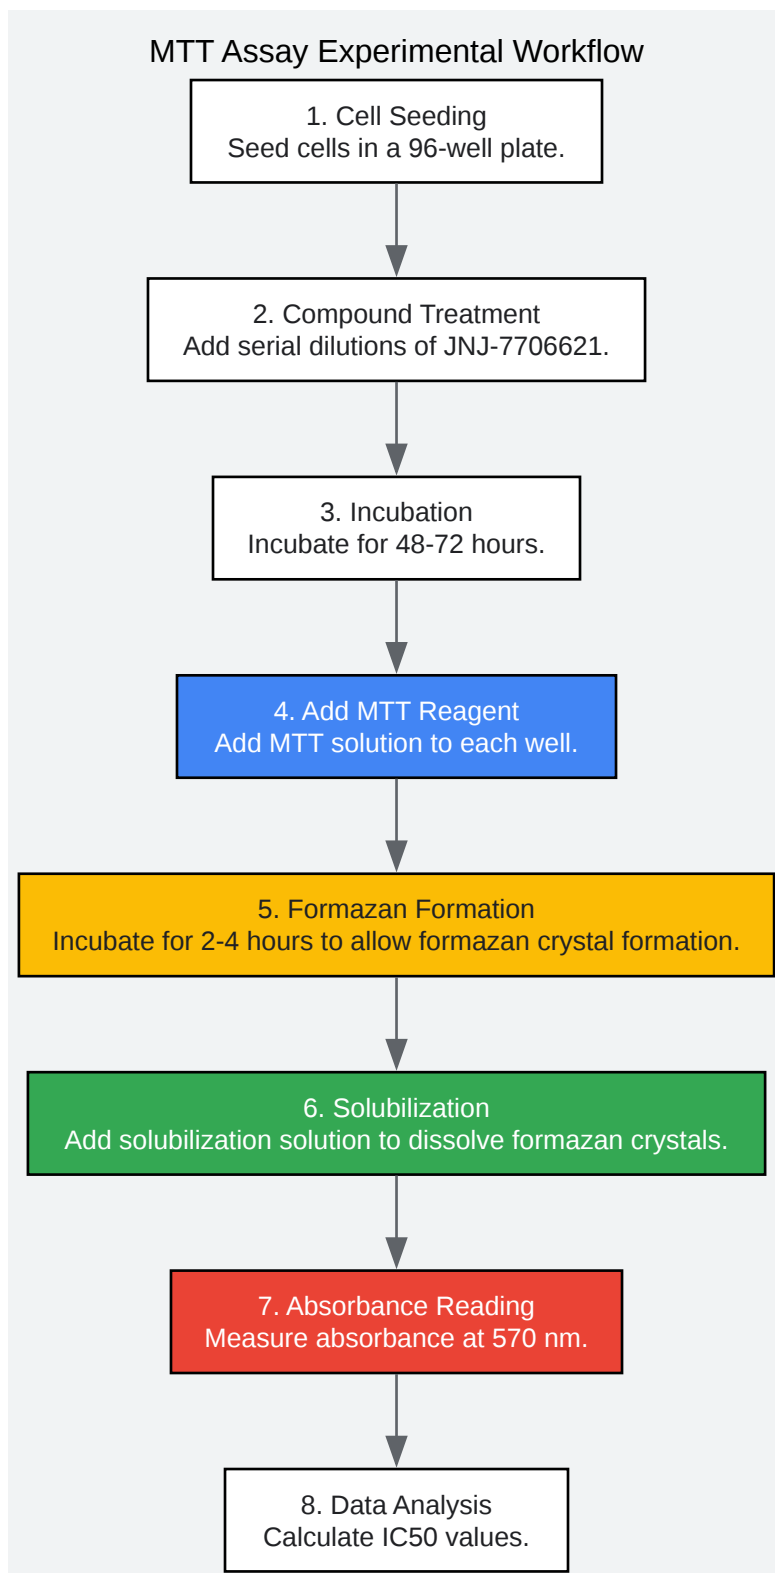 MTT Assay Experimental Workflow
1. Cell Seeding
Seed cells in a 96-well plate.
2. Compound Treatment
Add serial dilutions of JNJ-7706621.
3. Incubation
Incubate for 48-72 hours.
4. Add MTT Reagent
Add MTT solution to each well.
5. Formazan Formation
Incubate for 2-4 hours to allow formazan crystal formation.
6. Solubilization
Add solubilization solution to dissolve formazan crystals.
7. Absorbance Reading
Measure absorbance at 570 nm.
8. Data Analysis
Calculate IC50 values.